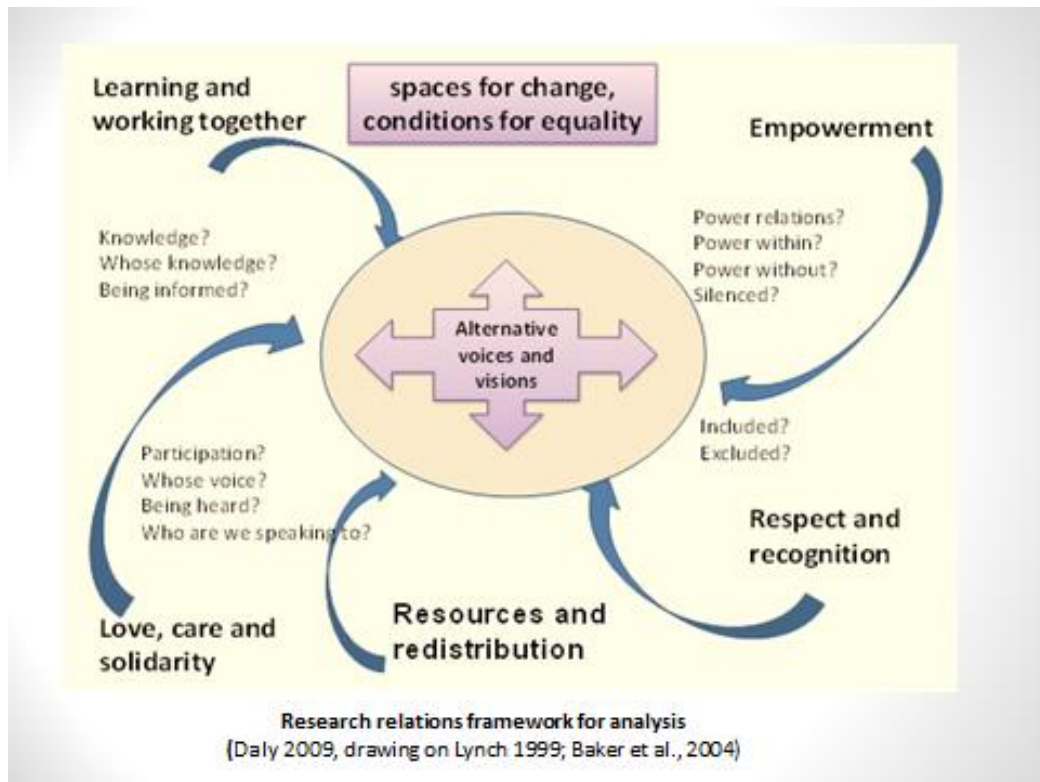 Learning and
working together
spaces for change,
conditions for equality
Empowerment
Knowledge?
Whose knowledge?
Being informed?
Power relations?
Power within?
Power without?
Silenced?
Alternative
voices and
visions
Participation?
Whose voice?
Being heard?
Who are we speaking to?
Included?
Excluded?
Respect and
recognition
Love, care and
solidarity
Resources and
redistribution
Research relations framework for analysis
(Daly 2009, drawing on Lynch 1999; Baker et al., 2004)